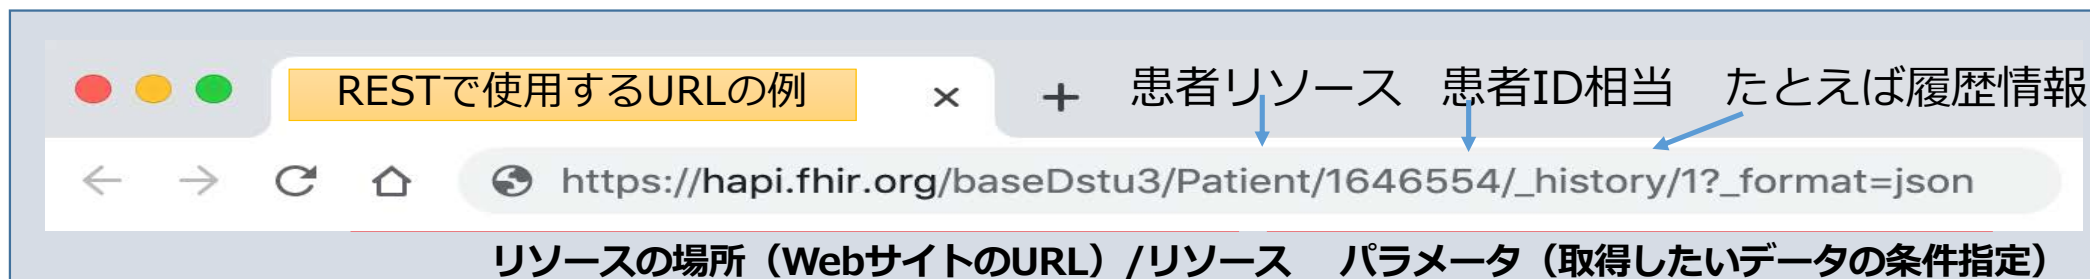 RESTで使用するURLの例 × + 患者リソース 患者ID相当 たとえば履歴情報
https://hapi.fhir.org/baseDstu3/Patient/1646554/_history/1?_format=json
リソースの場所（WebサイトのURL）/リソース パラメータ（取得したいデータの条件指定）